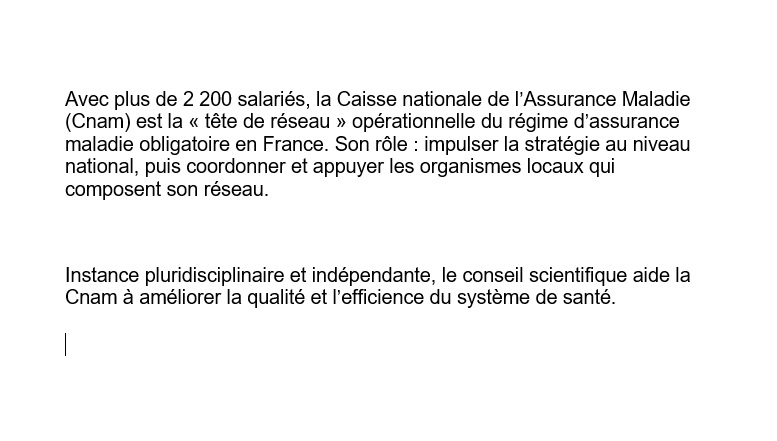 Avec plus de 2 200 salariés, la Caisse nationale de l’Assurance Maladie
(Cnam) est la « tête de réseau » opérationnelle du régime d’assurance
maladie obligatoire en France. Son rôle : impulser la stratégie au niveau
national, puis coordonner et appuyer les organismes locaux qui
composent son réseau.
Instance pluridisciplinaire et indépendante, le conseil scientifique aide la
Cnam à améliorer la qualité et l’efficience du système de santé.